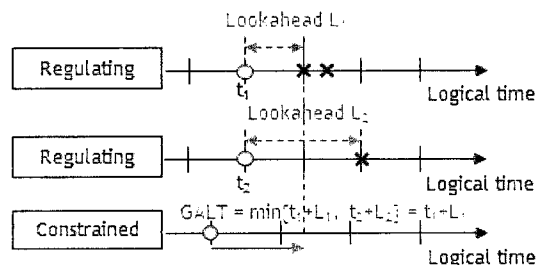 Lookahead L₁
Regulating
t₁
Logical time
Lookahead L₂
Regulating
t₂
Logical time
GALT = min{t₁+L₁, t₂+L₂} = t₁+L₁
Constrained
Logical time